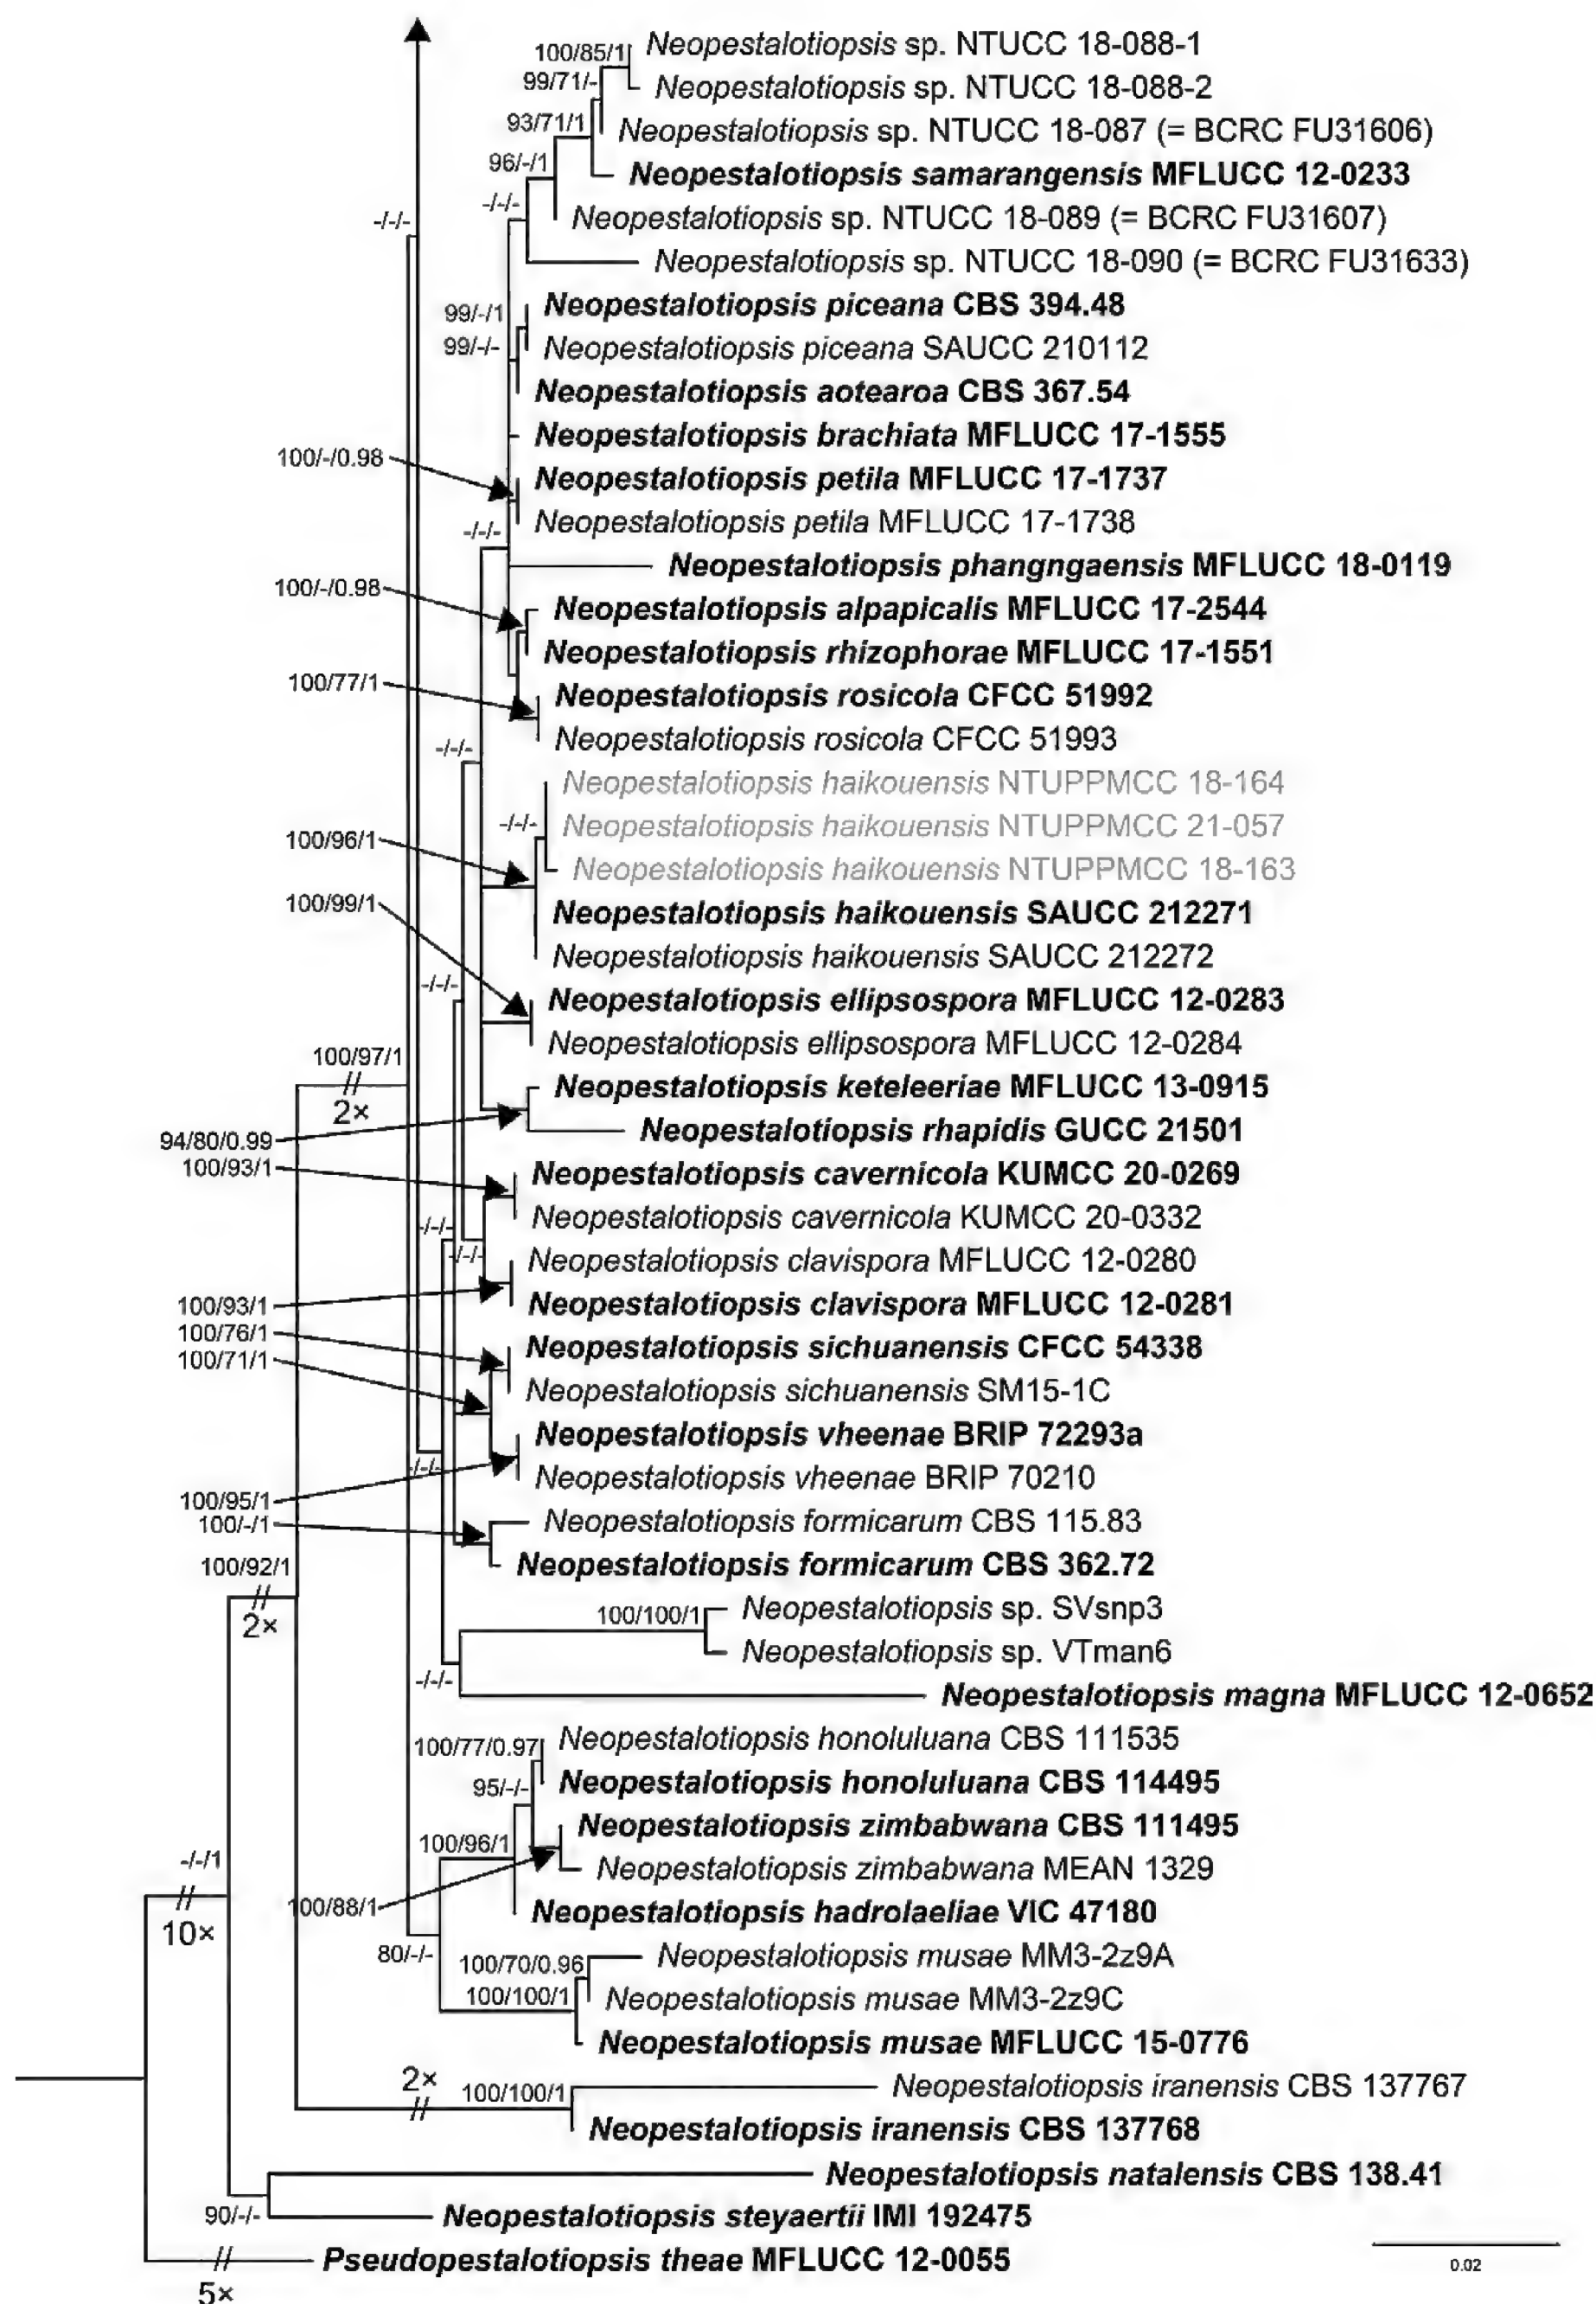 100/85/1 Neopestalotiopsis sp. NTUCC 18-088-1
99/71/- Neopestalotiopsis sp. NTUCC 18-088-2
93/71/1 Neopestalotiopsis sp. NTUCC 18-087 (= BCRC FU31606)
96/-/1 Neopestalotiopsis samarangensis MFLUCC 12-0233
-/-/- -/-/- Neopestalotiopsis sp. NTUCC 18-089 (= BCRC FU31607)
Neopestalotiopsis sp. NTUCC 18-090 (= BCRC FU31633)
99/-/1 Neopestalotiopsis piceana CBS 394.48
99/-/- Neopestalotiopsis piceana SAUCC 210112
Neopestalotiopsis aotearoa CBS 367.54
Neopestalotiopsis brachiata MFLUCC 17-1555
100/-/0.98 Neopestalotiopsis petila MFLUCC 17-1737
-/-/- Neopestalotiopsis petila MFLUCC 17-1738
Neopestalotiopsis phangngaensis MFLUCC 18-0119
100/-/0.98 Neopestalotiopsis alpapicalis MFLUCC 17-2544
Neopestalotiopsis rhizophorae MFLUCC 17-1551
100/77/1 Neopestalotiopsis rosicola CFCC 51992
-/-/- Neopestalotiopsis rosicola CFCC 51993
Neopestalotiopsis haikouensis NTUPPMCC 18-164
-/-/- Neopestalotiopsis haikouensis NTUPPMCC 21-057
100/96/1 Neopestalotiopsis haikouensis NTUPPMCC 18-163
100/99/1 Neopestalotiopsis haikouensis SAUCC 212271
Neopestalotiopsis haikouensis SAUCC 212272
-/-/- Neopestalotiopsis ellipsospora MFLUCC 12-0283
100/97/1 Neopestalotiopsis ellipsospora MFLUCC 12-0284
2× Neopestalotiopsis keteleeriae MFLUCC 13-0915
94/80/0.99 Neopestalotiopsis rhapidis GUCC 21501
100/93/1 Neopestalotiopsis cavernicola KUMCC 20-0269
-/-/- Neopestalotiopsis cavernicola KUMCC 20-0332
-/-/- Neopestalotiopsis clavispora MFLUCC 12-0280
100/93/1 Neopestalotiopsis clavispora MFLUCC 12-0281
100/76/1 Neopestalotiopsis sichuanensis CFCC 54338
100/71/1 Neopestalotiopsis sichuanensis SM15-1C
Neopestalotiopsis vheenae BRIP 72293a
-/-/- Neopestalotiopsis vheenae BRIP 70210
100/95/1
100/-/1 Neopestalotiopsis formicarum CBS 115.83
100/92/1 Neopestalotiopsis formicarum CBS 362.72
2× 100/100/1 Neopestalotiopsis sp. SVsnp3
Neopestalotiopsis sp. VTman6
-/-/- Neopestalotiopsis magna MFLUCC 12-0652
100/77/0.97 Neopestalotiopsis honoluluana CBS 111535
95/-/- Neopestalotiopsis honoluluana CBS 114495
100/96/1 Neopestalotiopsis zimbabwana CBS 111495
-/-/1 Neopestalotiopsis zimbabwana MEAN 1329
10× 100/88/1 Neopestalotiopsis hadrolaeliae VIC 47180
80/-/- 100/70/0.96 Neopestalotiopsis musae MM3-2z9A
100/100/1 Neopestalotiopsis musae MM3-2z9C
Neopestalotiopsis musae MFLUCC 15-0776
2× 100/100/1 Neopestalotiopsis iranensis CBS 137767
Neopestalotiopsis iranensis CBS 137768
Neopestalotiopsis natalensis CBS 138.41
90/-/- Neopestalotiopsis steyaertii IMI 192475
Pseudopestalotiopsis theae MFLUCC 12-0055
5×
0.02